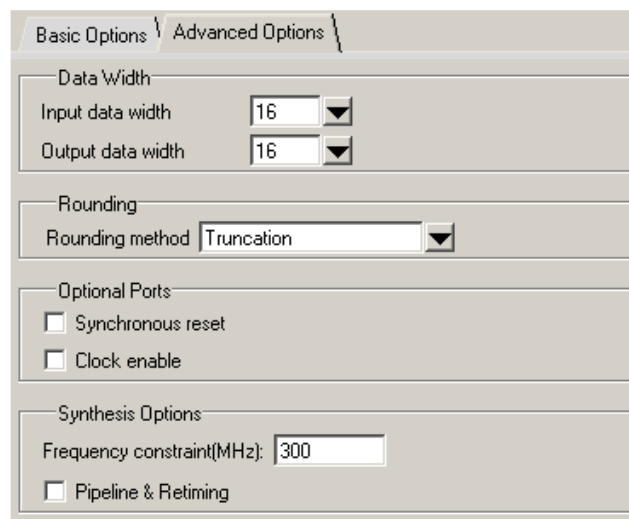 Basic Options Advanced Options
Data Width
Input data width 16
Output data width 16
Rounding
Rounding method Truncation
Optional Ports
Synchronous reset
Clock enable
Synthesis Options
Frequency constraint(MHz): 300
Pipeline & Retiming